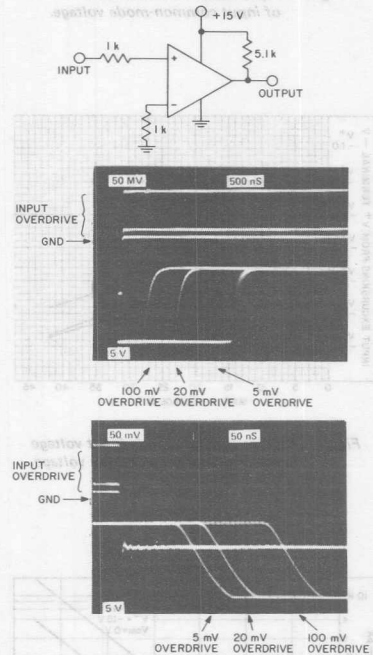 of input common-mode voltage.
+15 V
1 k
5.1k
INPUT
+
-
OUTPUT
1 k
50 MV
500 nS
INPUT
OVERDRIVE
GND
5 V
100 mV
OVERDRIVE
20 mV
OVERDRIVE
5 mV
OVERDRIVE
50 mV
50 nS
INPUT
OVERDRIVE
GND
5 V
5 mV
OVERDRIVE
20 mV
OVERDRIVE
100 mV
OVERDRIVE